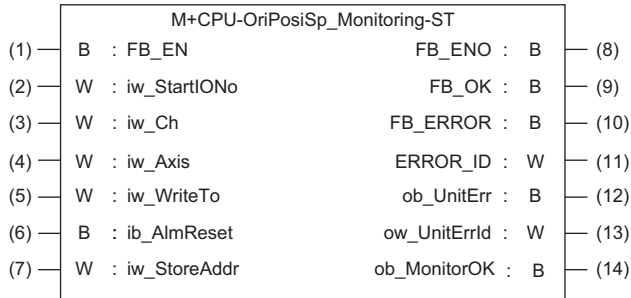 M+CPU-OriPosiSp_Monitoring-ST
(1) B : FB_EN FB_ENO : B (8)
(2) W : iw_StartIONo FB_OK : B (9)
(3) W : iw_Ch FB_ERROR : B (10)
(4) W : iw_Axis ERROR_ID : W (11)
(5) W : iw_WriteTo ob_UnitErr : B (12)
(6) B : ib_AlmReset ow_UnitErrId : W (13)
(7) W : iw_StoreAddr ob_MonitorOK : B (14)